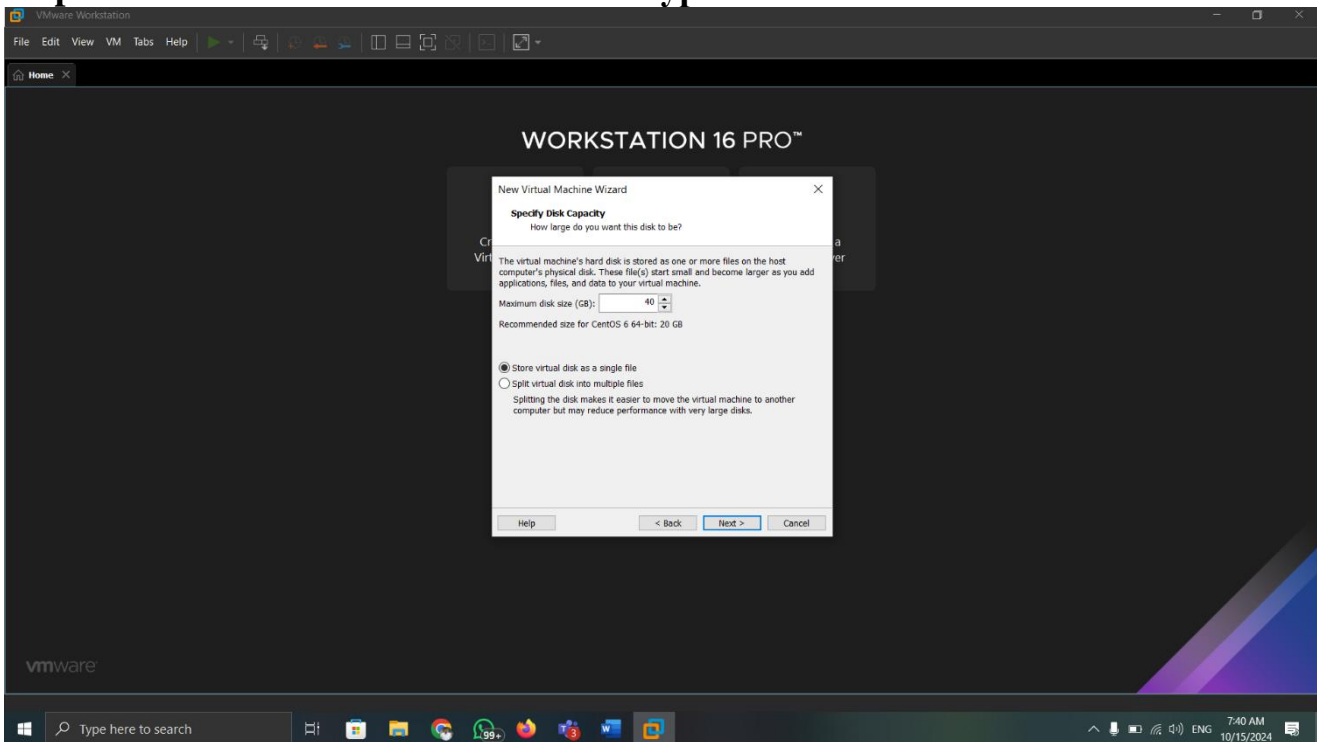 VMware Workstation
File Edit View VM Tabs Help
Home
WORKSTATION 16 PRO™
New Virtual Machine Wizard
Specify Disk Capacity
How large do you want this disk to be?
Cr
a
Virt
er
The virtual machine's hard disk is stored as one or more files on the host
computer's physical disk. These file(s) start small and become larger as you add
applications, files, and data to your virtual machine.
Maximum disk size (GB): 40
Recommended size for CentOS 6 64-bit: 20 GB
Store virtual disk as a single file
Split virtual disk into multiple files
Splitting the disk makes it easier to move the virtual machine to another
computer but may reduce performance with very large disks.
Help < Back Next > Cancel
vmware
Type here to search 99+ 3 ENG 7:40 AM
10/15/2024